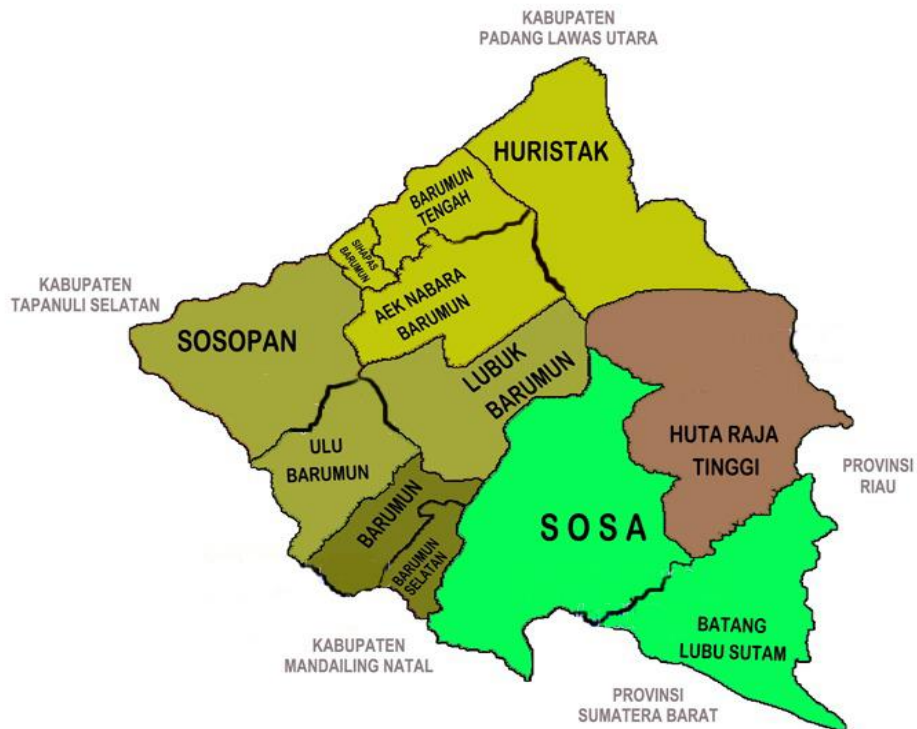 KABUPATEN
PADANG LAWAS UTARA
HURISTAK
BARUMUN
TENGAH
SIHAPAS
BARUMUN
KABUPATEN
TAPANULI SELATAN
AEK NABARA
BARUMUN
SOSOPAN
LUBUK
BARUMUN
HUTA RAJA
TINGGI
ULU
BARUMUN
PROVINSI
RIAU
BARUMUN
SOSA
BARUMUN
SELATAN
BATANG
LUBU SUTAM
KABUPATEN
MANDAILING NATAL
PROVINSI
SUMATERA BARAT